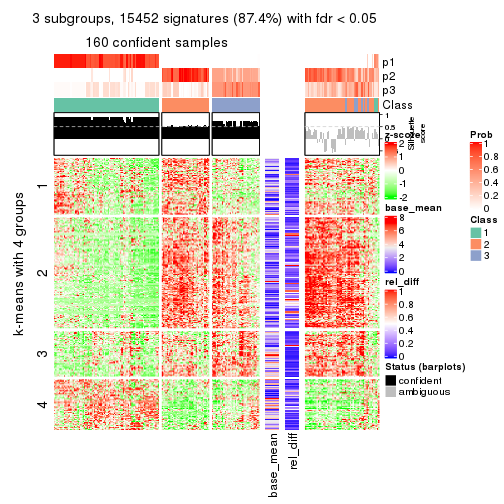 3 subgroups, 15452 signatures (87.4%) with fdr < 0.05
160 confident samples
p1
p2
p3
Class
1
0.5
0
Silhouette
score
k-means with 4 groups
1
2
3
4
base_mean
rel_diff
z-score
2
1
0
-1
-2
base_mean
8
6
4
2
0
rel_diff
1
0.8
0.6
0.4
0.2
0
Status (barplots)
confident
ambiguous
Prob
1
0.8
0.6
0.4
0.2
0
Class
1
2
3